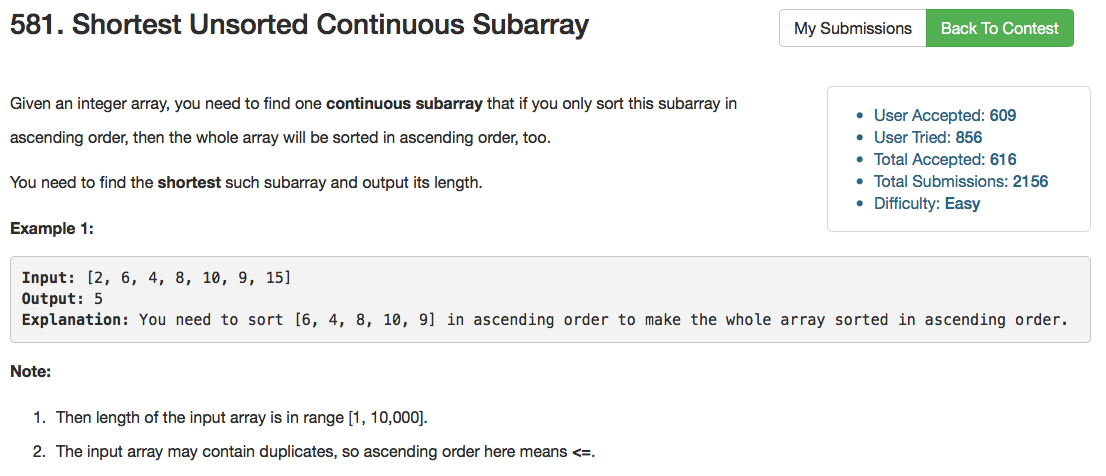 581. Shortest Unsorted Continuous Subarray
My Submissions
Back To Contest
Given an integer array, you need to find one continuous subarray that if you only sort this subarray in
ascending order, then the whole array will be sorted in ascending order, too.
You need to find the shortest such subarray and output its length.
• User Accepted: 609
• User Tried: 856
• Total Accepted: 616
• Total Submissions: 2156
• Difficulty: Easy
Example 1:
Input: [2, 6, 4, 8, 10, 9, 15]
Output: 5
Explanation: You need to sort [6, 4, 8, 10, 9] in ascending order to make the whole array sorted in ascending order.
Note:
1. Then length of the input array is in range [1, 10,000].
2. The input array may contain duplicates, so ascending order here means <=.